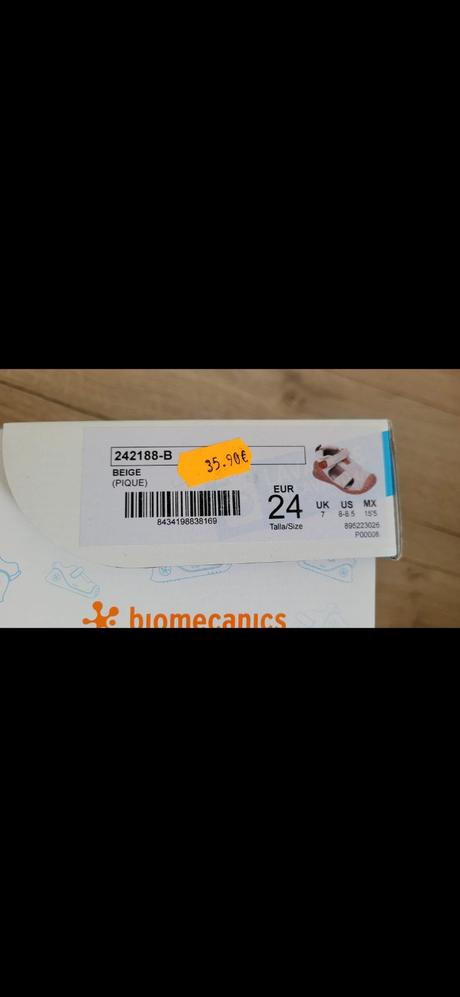 242188-B
35.90€
BEIGE
(PIQUE)
8434198838169
EUR
24
Talla/Size
UK US MX
7 8-8.5 15'5
895223026
P00008
biomecanics